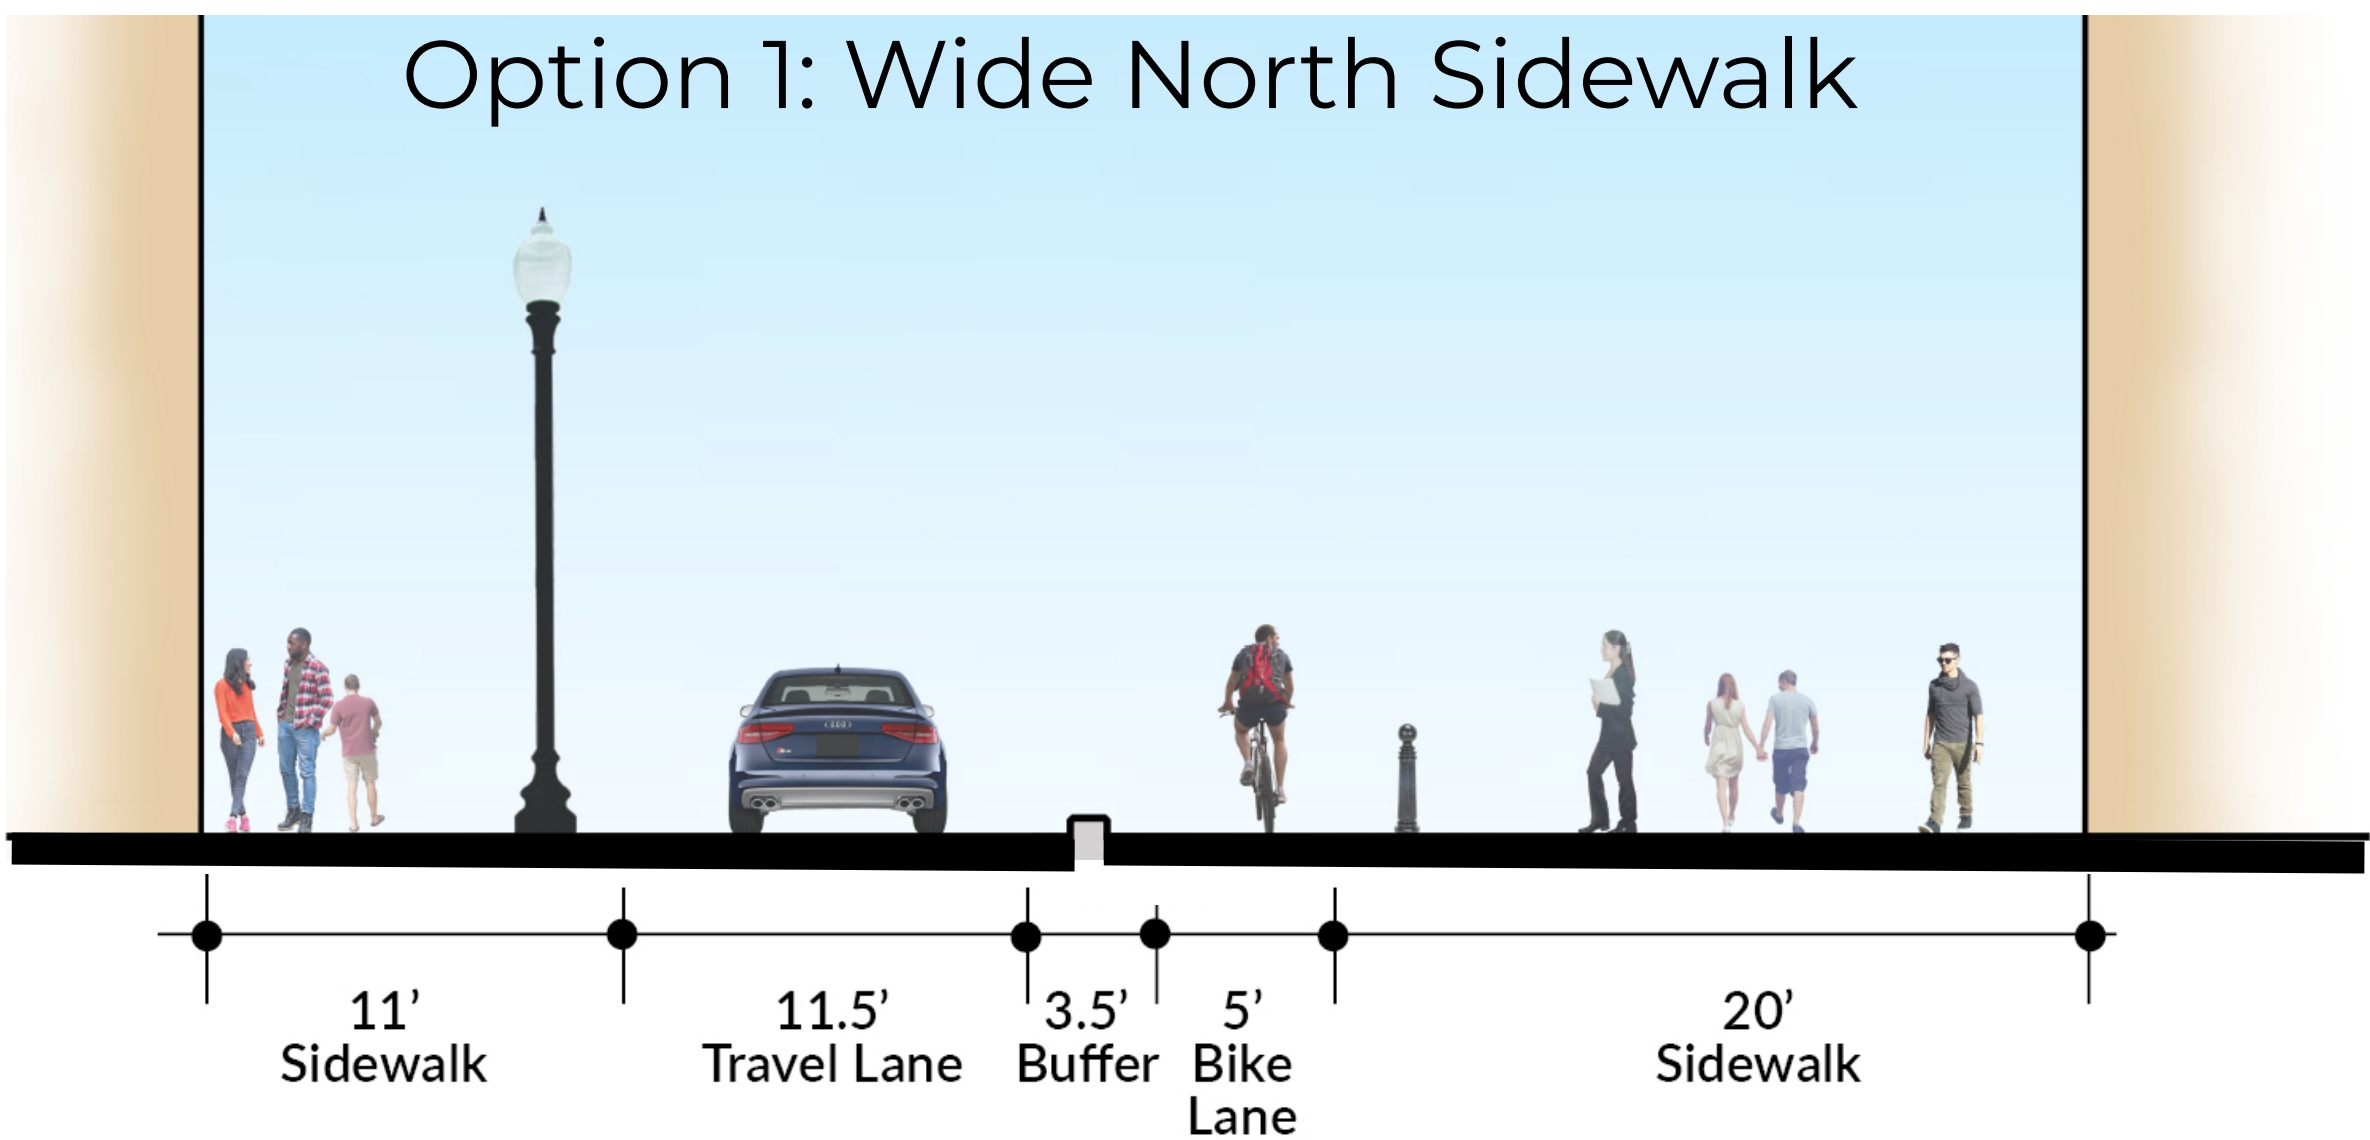 Option 1: Wide North Sidewalk
11’
Sidewalk
11.5’
Travel Lane
3.5’
Buffer
5’
Bike
Lane
20’
Sidewalk